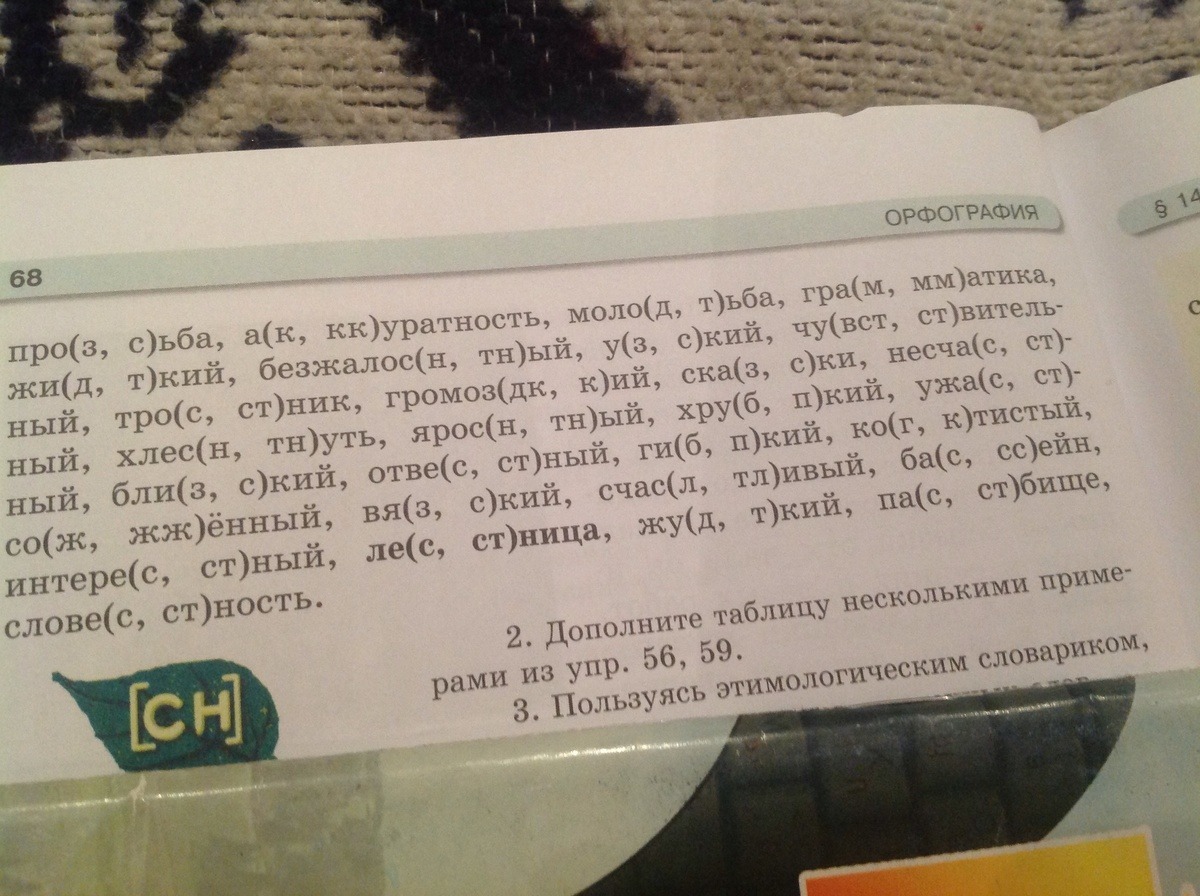 ОРФОГРАФИЯ
§ 14
68
про(з, с)ьба, а(к, кк)уратность, моло(д, т)ьба, гра(м, мм)атика,
жи(д, т)кий, безжалос(н, тн)ый, у(з, с)кий, чу(вст, ст)витель-
ный, тро(с, ст)ник, громоз(дк, к)ий, ска(з, с)ки, несча(с, ст)-
ный, хлес(н, тн)уть, ярос(н, тн)ый, хру(б, п)кий, ужа(с, ст)-
ный, бли(з, с)кий, отве(с, ст)ный, ги(б, п)кий, ко(г, к)тистый,
со(ж, жж)ённый, вя(з, с)кий, счас(л, тл)ивый, ба(с, сс)ейн,
интере(с, ст)ный, ле(с, ст)ница, жу(д, т)кий, па(с, ст)бище,
слове(с, ст)ность.
2. Дополните таблицу несколькими приме-
рами из упр. 56, 59.
3. Пользуясь этимологическим словариком,
[СН]